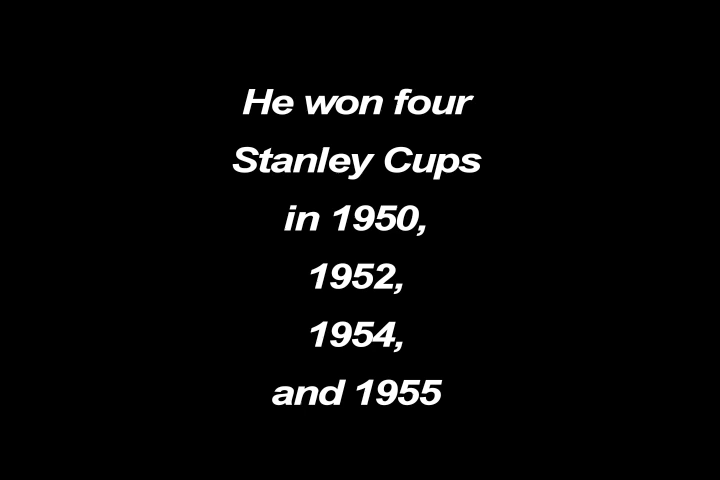 He won four
Stanley Cups
in 1950,
1952,
1954,
and 1955